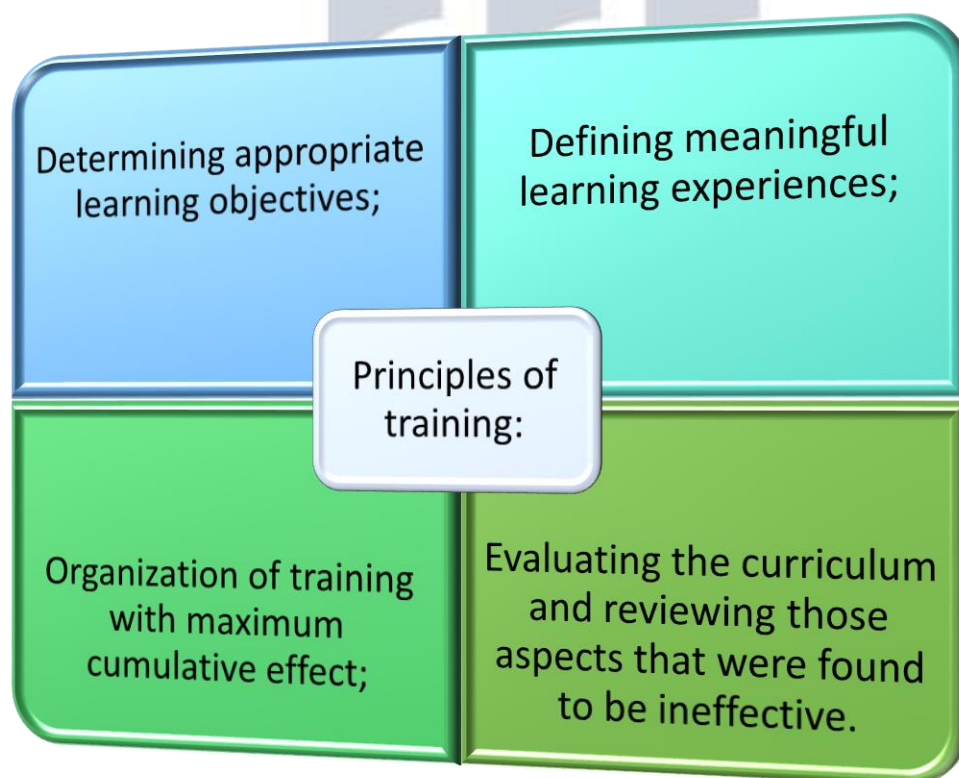 Determining appropriate
learning objectives;
Defining meaningful
learning experiences;
Principles of
training:
Organization of training
with maximum
cumulative effect;
Evaluating the curriculum
and reviewing those
aspects that were found
to be ineffective.